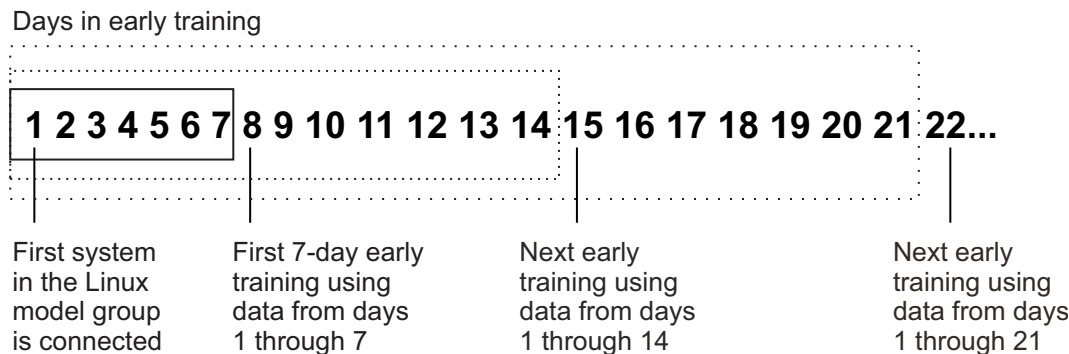 Days in early training
1 2 3 4 5 6 7 8 9 10 11 12 13 14 15 16 17 18 19 20 21 22...
First system
in the Linux
model group
is connected
First 7-day early
training using
data from days
1 through 7
Next early
training using
data from days
1 through 14
Next early
training using
data from days
1 through 21